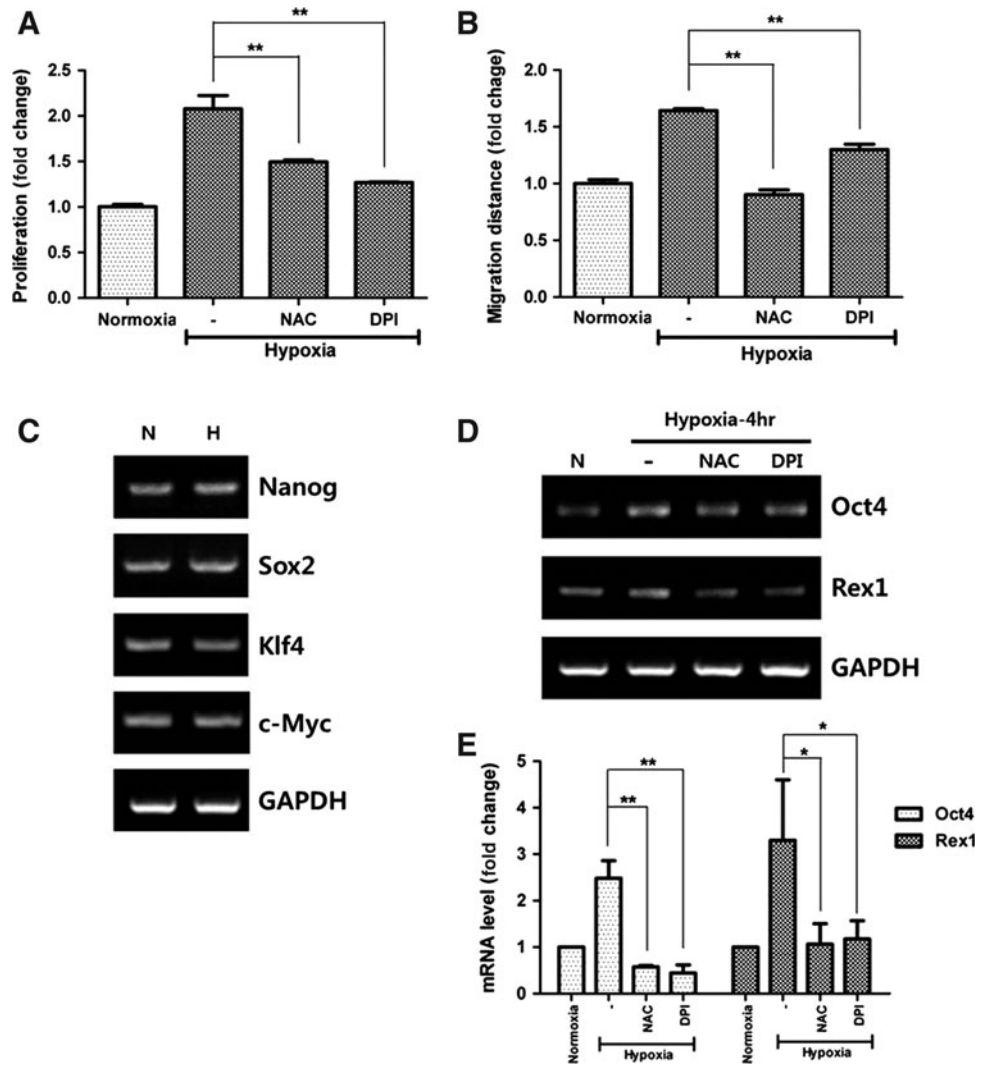 A
**
**
Proliferation (fold change)
2.5
2.0
1.5
1.0
0.5
0.0
Normoxia - NAC DPI
Hypoxia
B
**
**
Migration distance (fold chage)
2.0
1.5
1.0
0.5
0.0
Normoxia - NAC DPI
Hypoxia
C
N H
Nanog
Sox2
Klf4
c-Myc
GAPDH
D
Hypoxia-4hr
N - NAC DPI
Oct4
Rex1
GAPDH
E
**
**
*
*
mRNA level (fold change)
5
4
3
2
1
0
Normoxia - NAC DPI Normoxia - NAC DPI
Hypoxia Hypoxia
Oct4
Rex1